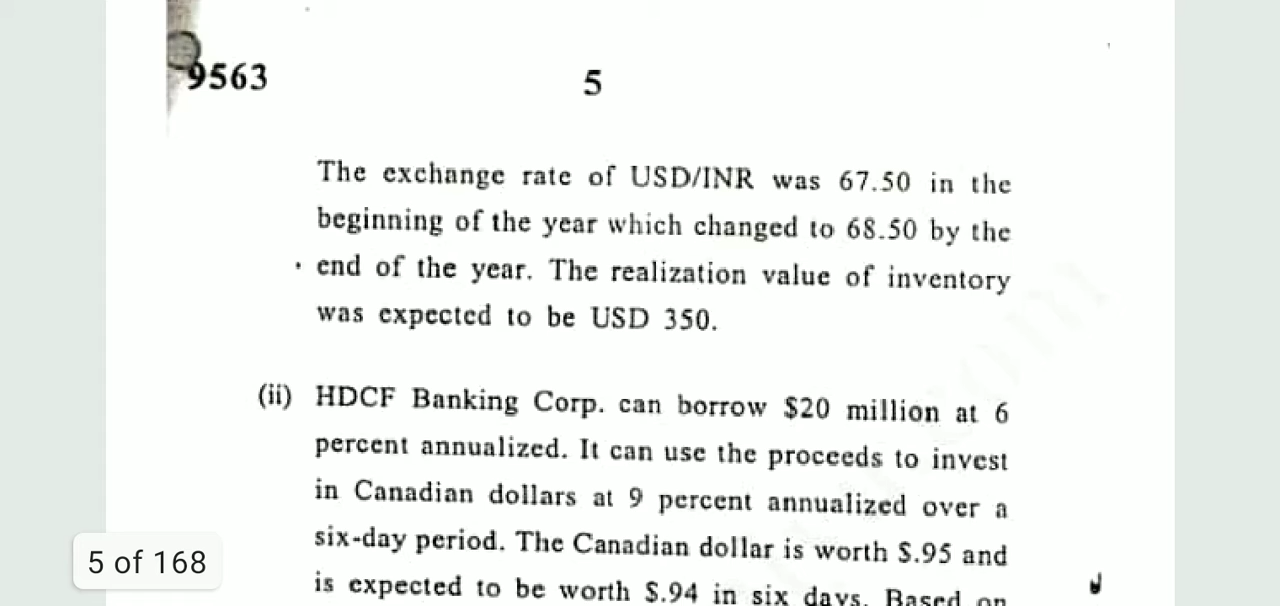 9563
5
The exchange rate of USD/INR was 67.50 in the
beginning of the year which changed to 68.50 by the
end of the year. The realization value of inventory
was expected to be USD 350.
(ii) HDCF Banking Corp. can borrow $20 million at 6
percent annualized. It can use the proceeds to invest
in Canadian dollars at 9 percent annualized over a
six-day period. The Canadian dollar is worth $.95 and
is expected to be worth $.94 in six days. Based on
5 of 168